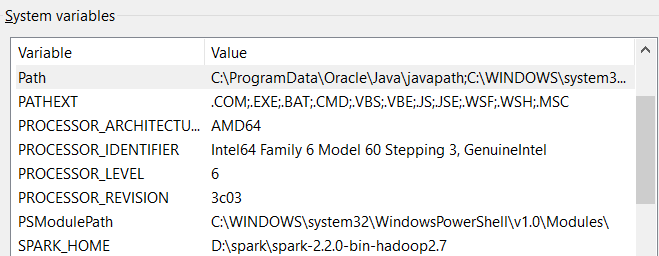 System variables
Variable Value
Path C:\ProgramData\Oracle\Java\javapath;C:\WINDOWS\system3...
PATHEXT .COM;.EXE;.BAT;.CMD;.VBS;.VBE;.JS;.JSE;.WSF;.WSH;.MSC
PROCESSOR_ARCHITECTU... AMD64
PROCESSOR_IDENTIFIER Intel64 Family 6 Model 60 Stepping 3, GenuineIntel
PROCESSOR_LEVEL 6
PROCESSOR_REVISION 3c03
PSModulePath C:\WINDOWS\system32\WindowsPowerShell\v1.0\Modules\
SPARK_HOME D:\spark\spark-2.2.0-bin-hadoop2.7